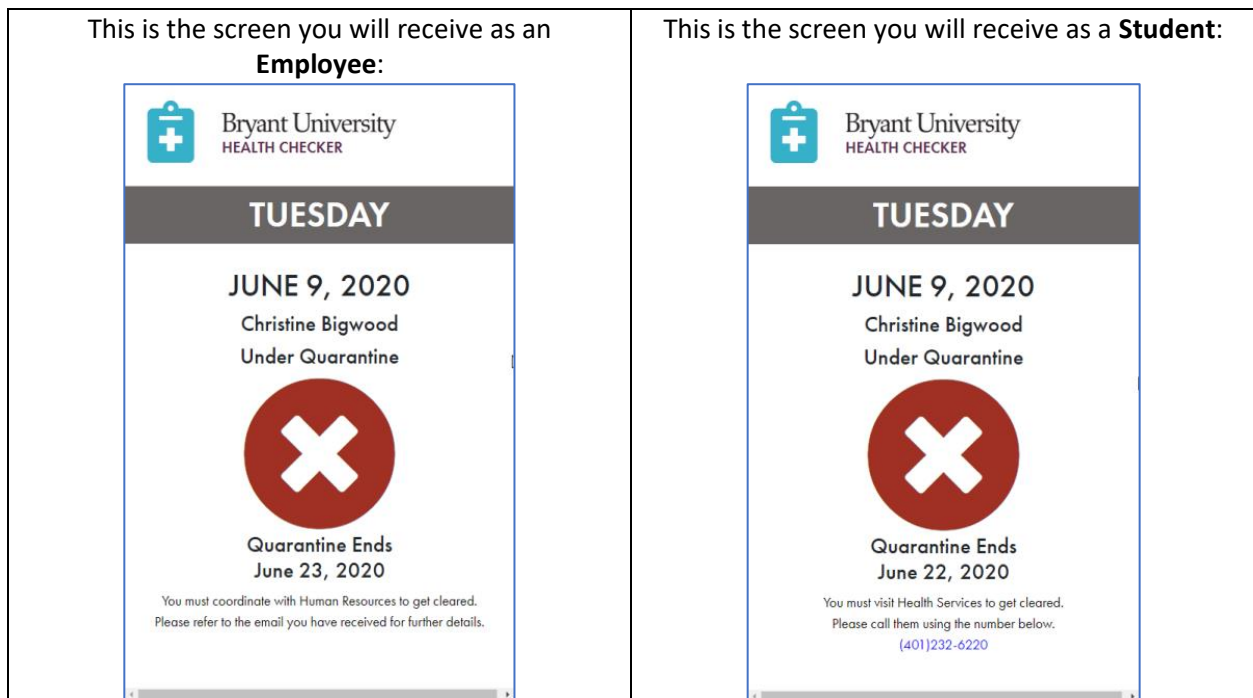 This is the screen you will receive as an
Employee:
Bryant University
HEALTH CHECKER
TUESDAY
JUNE 9, 2020
Christine Bigwood
Under Quarantine
Quarantine Ends
June 23, 2020
You must coordinate with Human Resources to get cleared.
Please refer to the email you have received for further details.
This is the screen you will receive as a Student:
Bryant University
HEALTH CHECKER
TUESDAY
JUNE 9, 2020
Christine Bigwood
Under Quarantine
Quarantine Ends
June 22, 2020
You must visit Health Services to get cleared.
Please call them using the number below.
(401)232-6220